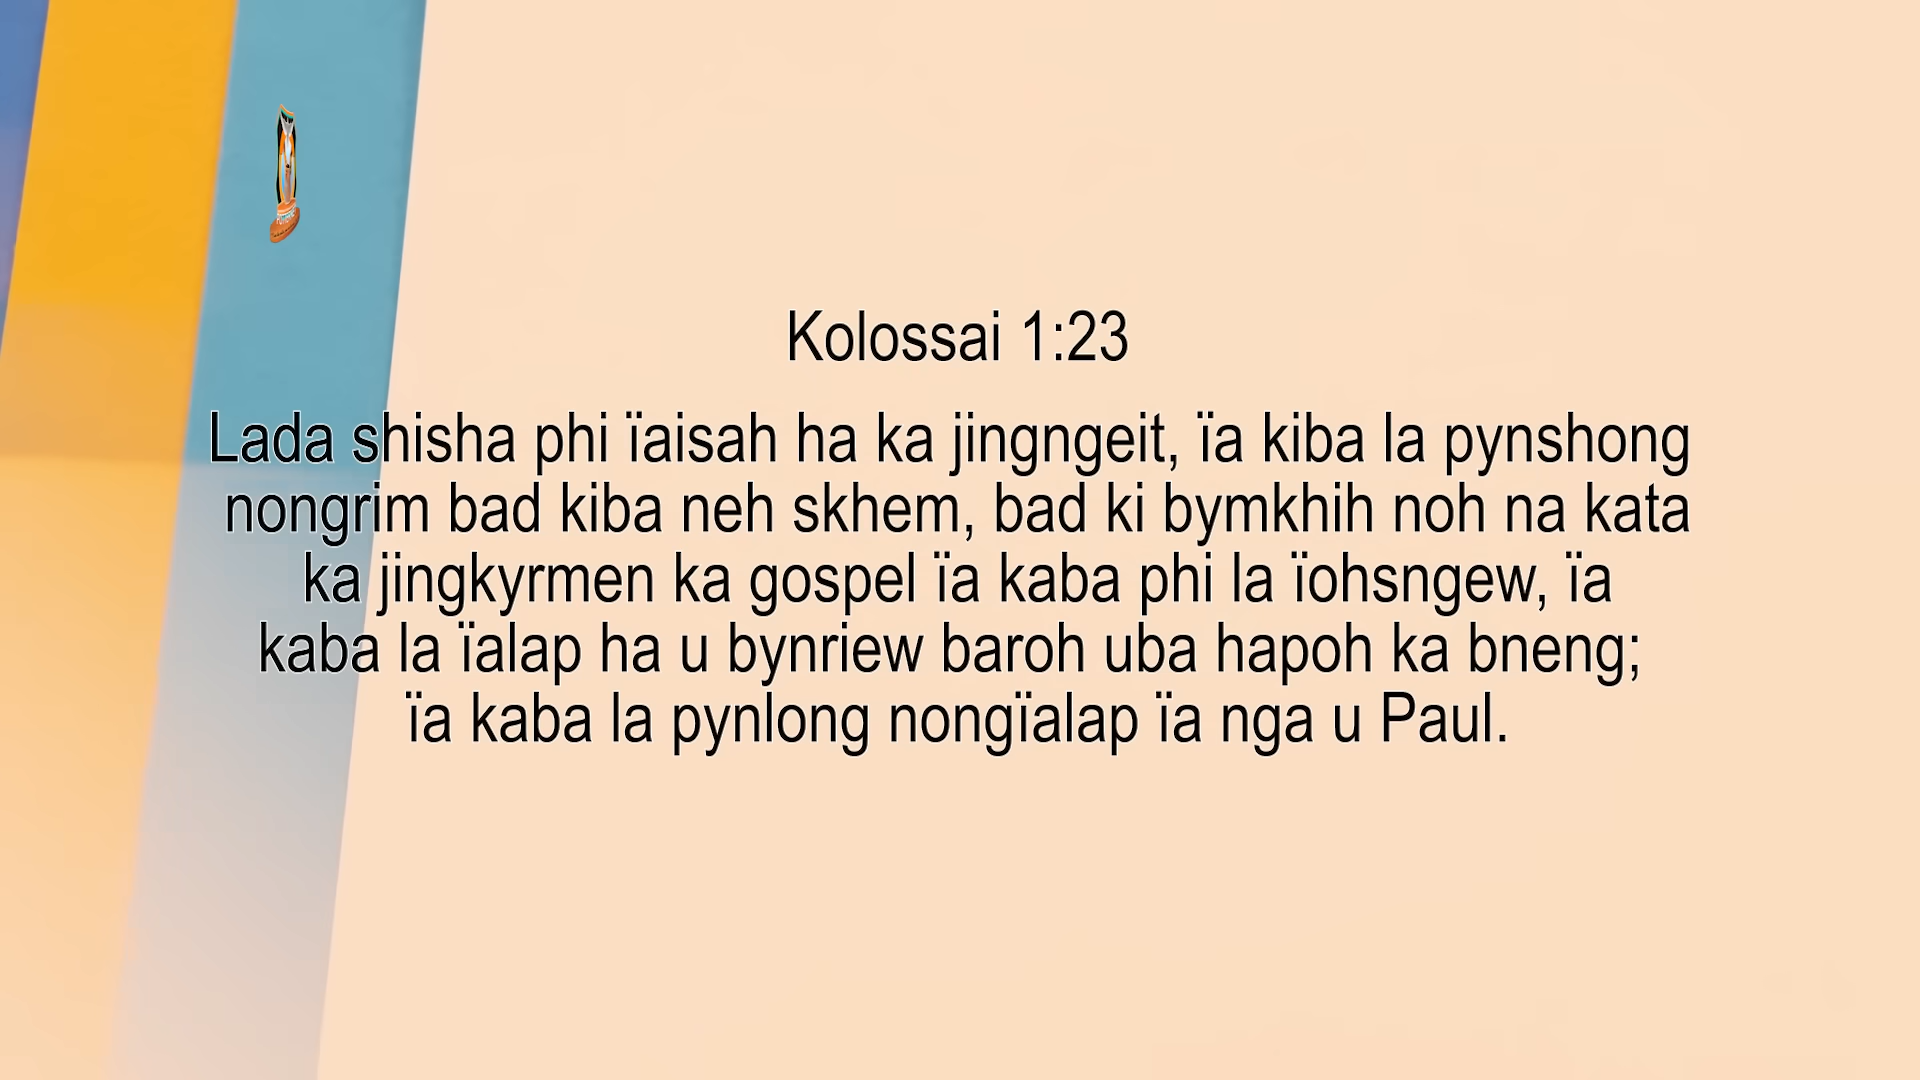 Kolossai 1:23
Lada shisha phi ïaisah ha ka jingngeit, ïa kiba la pynshong
nongrim bad kiba neh skhem, bad ki bymkhih noh na kata
ka jingkyrmen ka gospel ïa kaba phi la ïohsngew, ïa
kaba la ïalap ha u bynriew baroh uba hapoh ka bneng;
ïa kaba la pynlong nongïalap ïa nga u Paul.